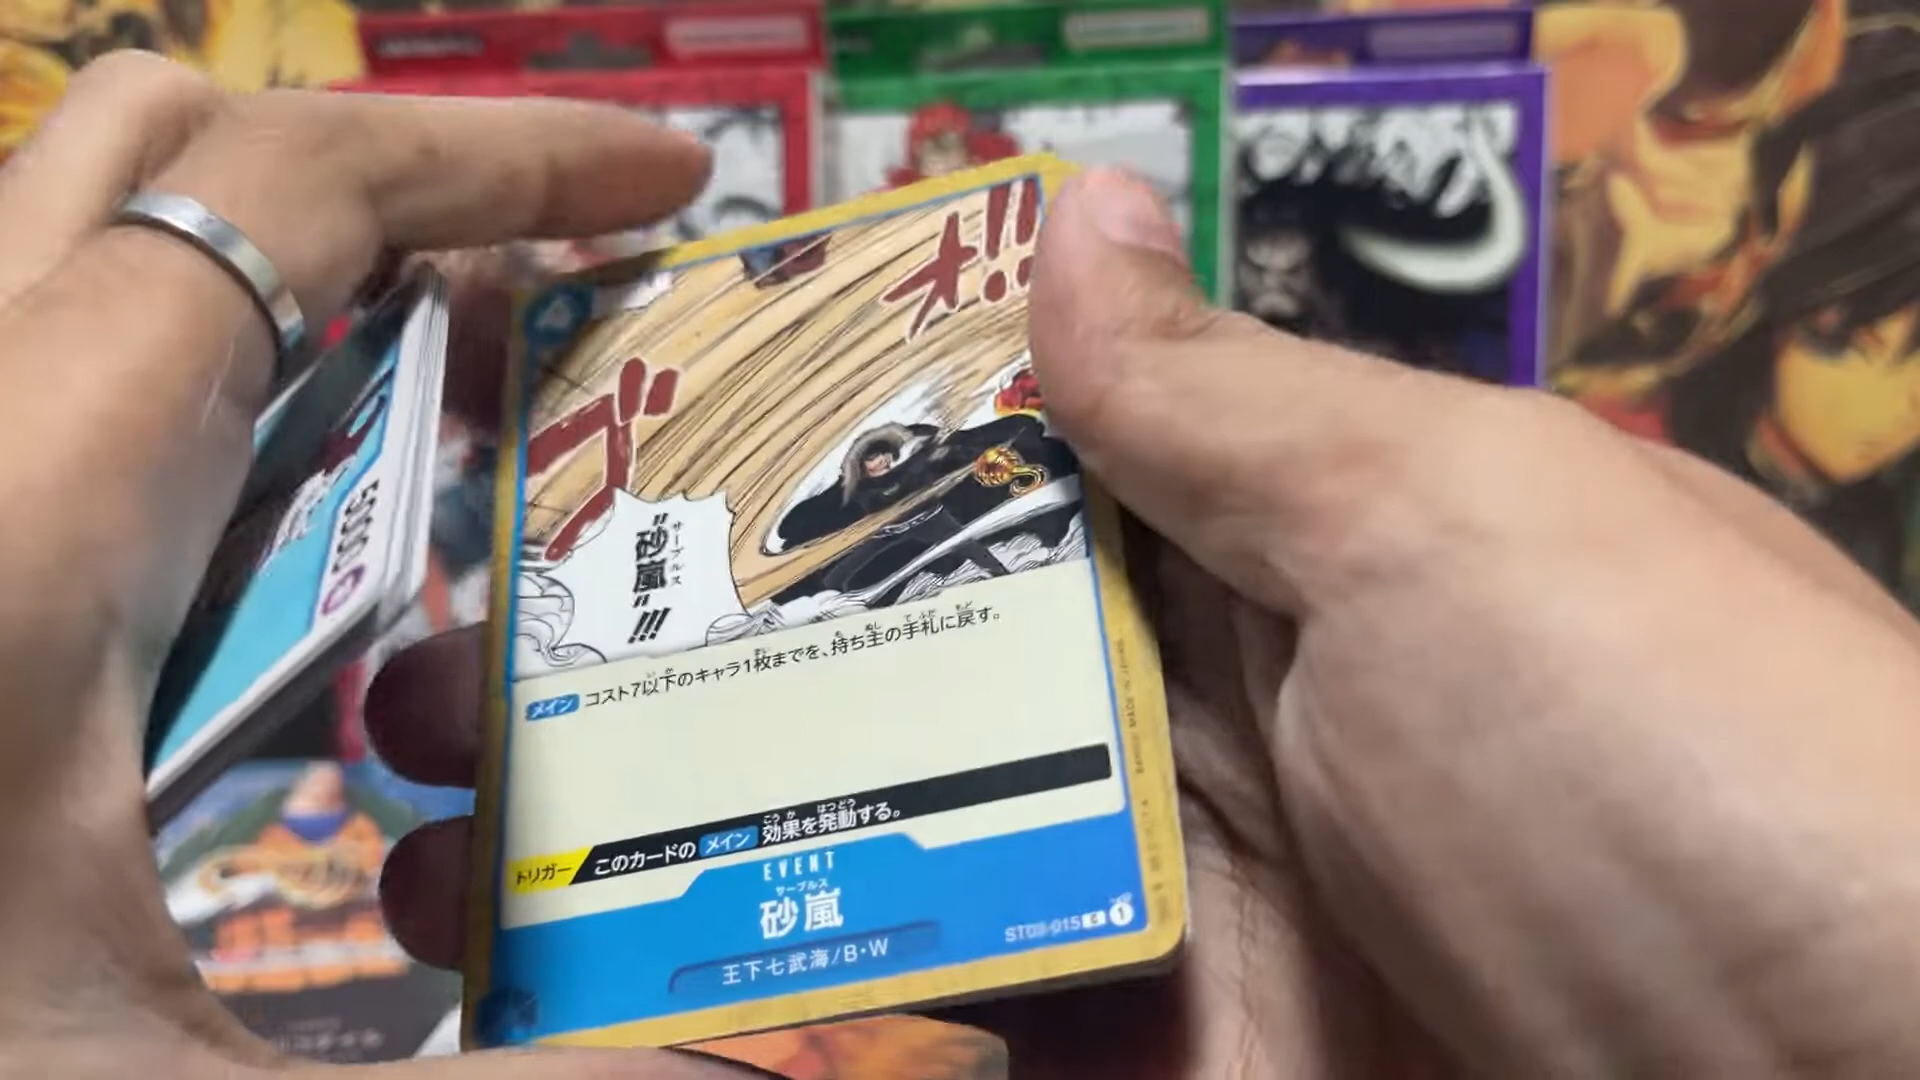 オ!!
ゴ
サーブルス
"砂嵐"!!!
メイン コスト7以下のキャラ1枚までを、持ち主の手札に戻す。
トリガー このカードの メイン 効果を発動する。
EVENT
サーブルス
砂嵐
王下七武海/B・W
ST03-015 C 1
5000